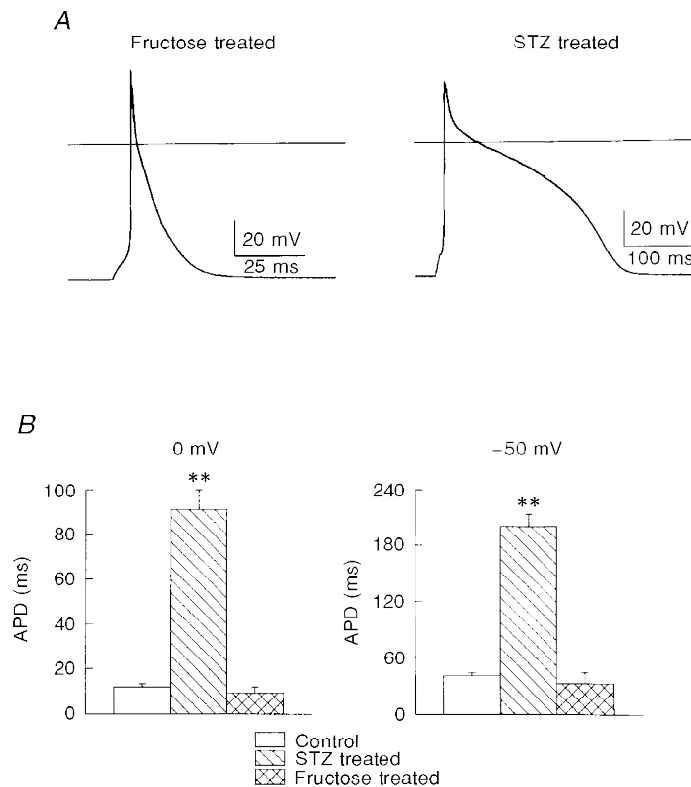 A
Fructose treated
STZ treated
20 mV
25 ms
20 mV
100 ms
B
0 mV
-50 mV
**
**
APD (ms)
100
80
60
40
20
0
APD (ms)
240
180
120
60
0
Control
STZ treated
Fructose treated